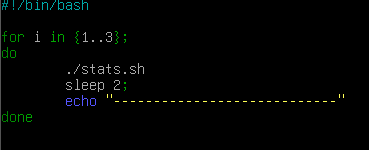 #!/bin/bash
for i in {1..3};
do
./stats.sh
sleep 2;
echo "----------------------------"
done